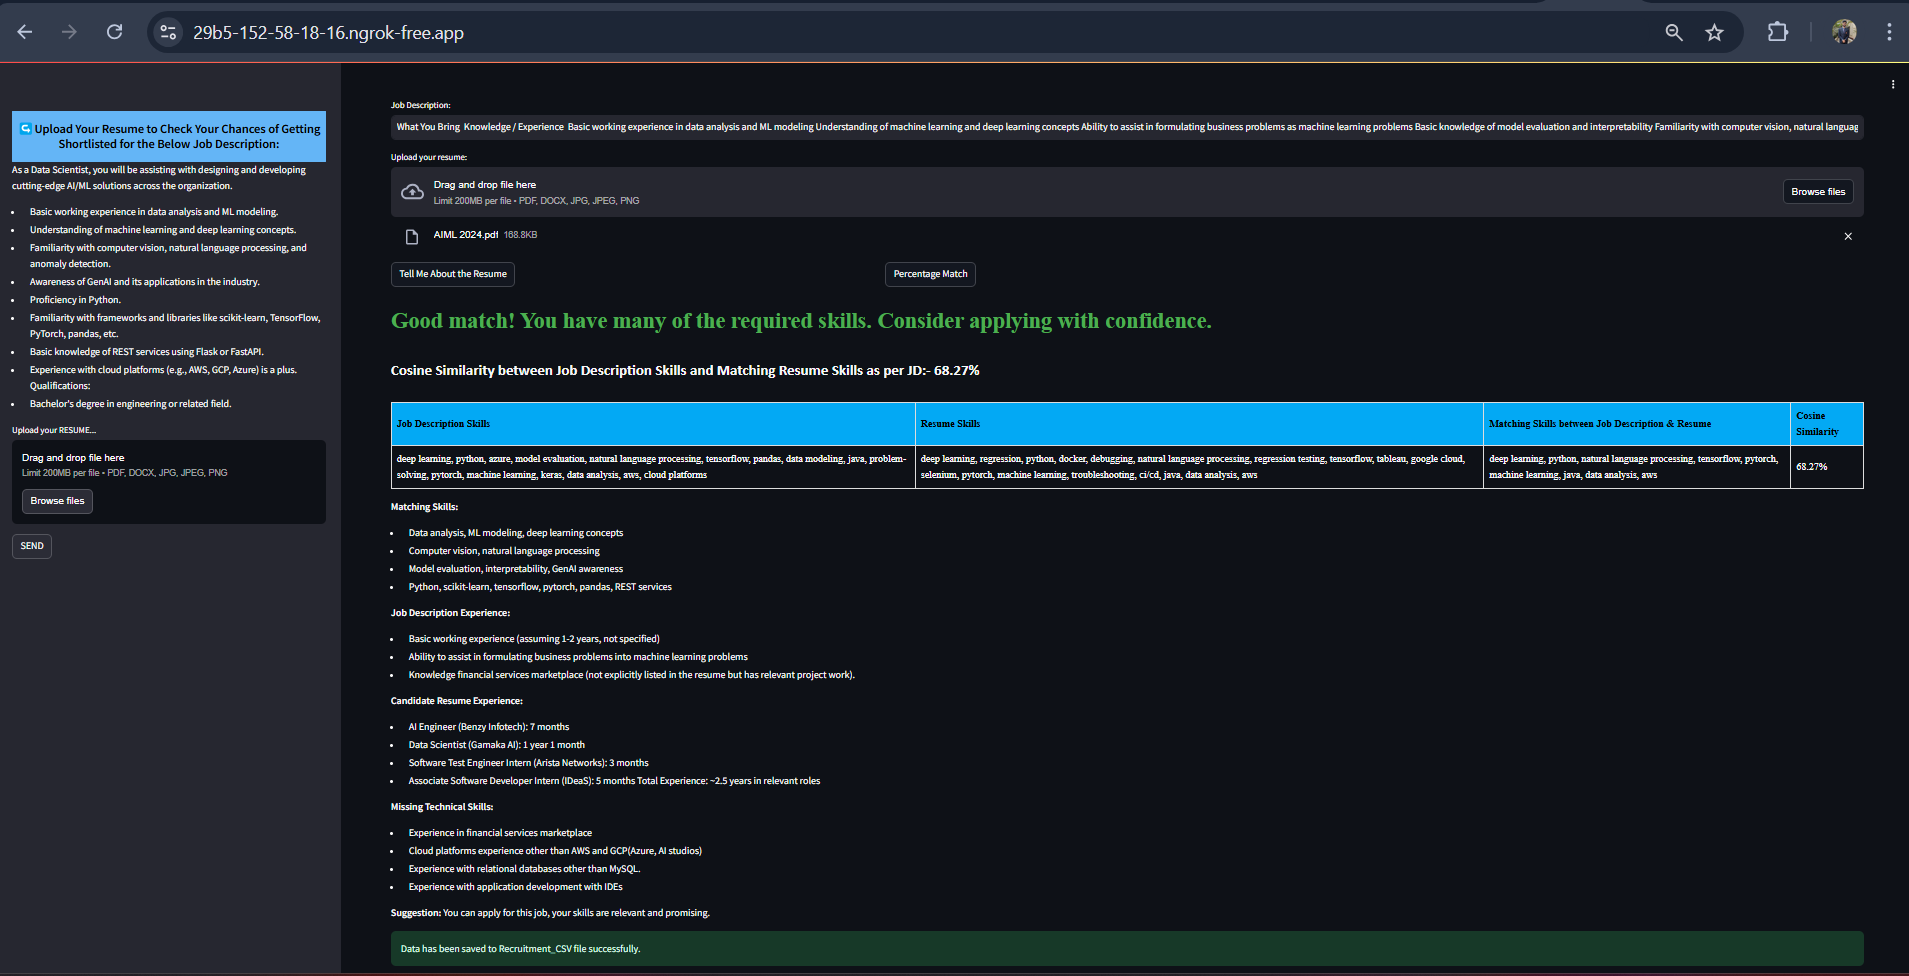 29b5-152-58-18-16.ngrok-free.app
Upload Your Resume to Check Your Chances of Getting
Shortlisted for the Below Job Description:
As a Data Scientist, you will be assisting with designing and developing
cutting-edge AI/ML solutions across the organization.
Basic working experience in data analysis and ML modeling.
Understanding of machine learning and deep learning concepts.
Familiarity with computer vision, natural language processing, and
anomaly detection.
Awareness of GenAI and its applications in the industry.
Proficiency in Python.
Familiarity with frameworks and libraries like scikit-learn, TensorFlow,
PyTorch, pandas, etc.
Basic knowledge of REST services using Flask or FastAPI.
Experience with cloud platforms (e.g., AWS, GCP, Azure) is a plus.
Qualifications:
Bachelor's degree in engineering or related field.
Upload your RESUME...
Drag and drop file here
Limit 200MB per file • PDF, DOCX, JPG, JPEG, PNG
Browse files
SEND
Job Description:
What You Bring Knowledge / Experience Basic working experience in data analysis and ML modeling Understanding of machine learning and deep learning concepts Ability to assist in formulating business problems as machine learning problems Basic knowledge of model evaluation and interpretability Familiarity with computer vision, natural languag
Upload your resume:
Drag and drop file here
Limit 200MB per file • PDF, DOCX, JPG, JPEG, PNG
Browse files
AIML 2024.pdf 168.8KB
Tell Me About the Resume
Percentage Match
Good match! You have many of the required skills. Consider applying with confidence.
Cosine Similarity between Job Description Skills and Matching Resume Skills as per JD:- 68.27%
Job Description Skills
Resume Skills
Matching Skills between Job Description & Resume
Cosine
Similarity
deep learning, python, azure, model evaluation, natural language processing, tensorflow, pandas, data modeling, java, problem-
solving, pytorch, machine learning, keras, data analysis, aws, cloud platforms
deep learning, regression, python, docker, debugging, natural language processing, regression testing, tensorflow, tableau, google cloud,
selenium, pytorch, machine learning, troubleshooting, ci/cd, java, data analysis, aws
deep learning, python, natural language processing, tensorflow, pytorch,
machine learning, java, data analysis, aws
68.27%
Matching Skills:
Data analysis, ML modeling, deep learning concepts
Computer vision, natural language processing
Model evaluation, interpretability, GenAI awareness
Python, scikit-learn, tensorflow, pytorch, pandas, REST services
Job Description Experience:
Basic working experience (assuming 1-2 years, not specified)
Ability to assist in formulating business problems into machine learning problems
Knowledge financial services marketplace (not explicitly listed in the resume but has relevant project work).
Candidate Resume Experience:
AI Engineer (Benzy Infotech): 7 months
Data Scientist (Gamaka AI): 1 year 1 month
Software Test Engineer Intern (Arista Networks): 3 months
Associate Software Developer Intern (IDeaS): 5 months Total Experience: ~2.5 years in relevant roles
Missing Technical Skills:
Experience in financial services marketplace
Cloud platforms experience other than AWS and GCP(Azure, AI studios)
Experience with relational databases other than MySQL.
Experience with application development with IDEs
Suggestion: You can apply for this job, your skills are relevant and promising.
Data has been saved to Recruitment_CSV file successfully.